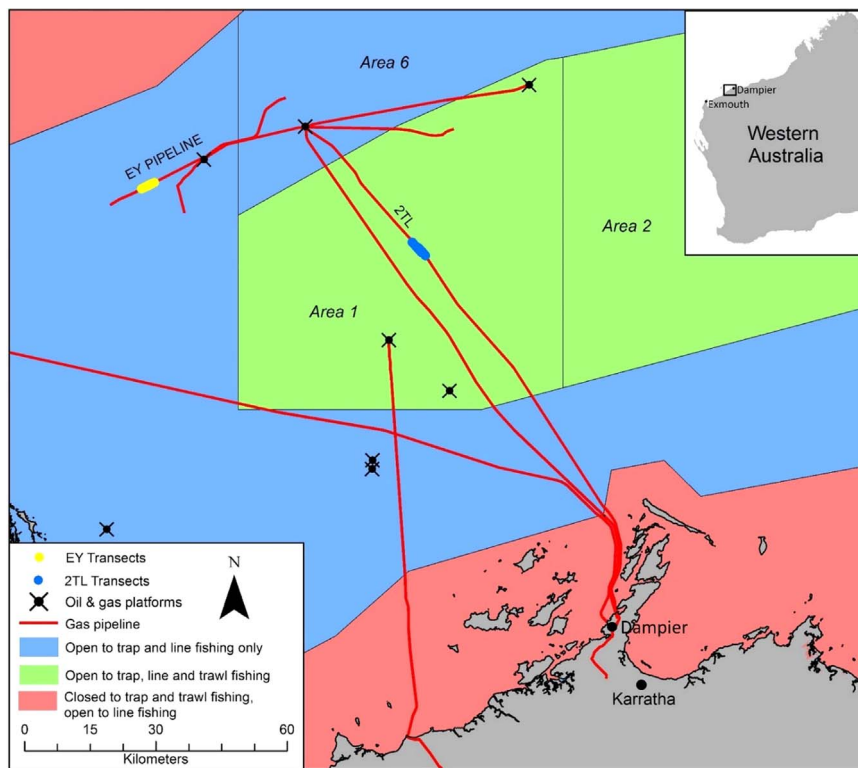 Area 6
Dampier
Exmouth
Western
Australia
EY PIPELINE
2TL
Area 2
Area 1
EY Transects
2TL Transects
Oil & gas platforms
Gas pipeline
Open to trap and line fishing only
Open to trap, line and trawl fishing
Closed to trap and trawl fishing,
open to line fishing
N
0 15 30 60
Kilometers
Dampier
Karratha